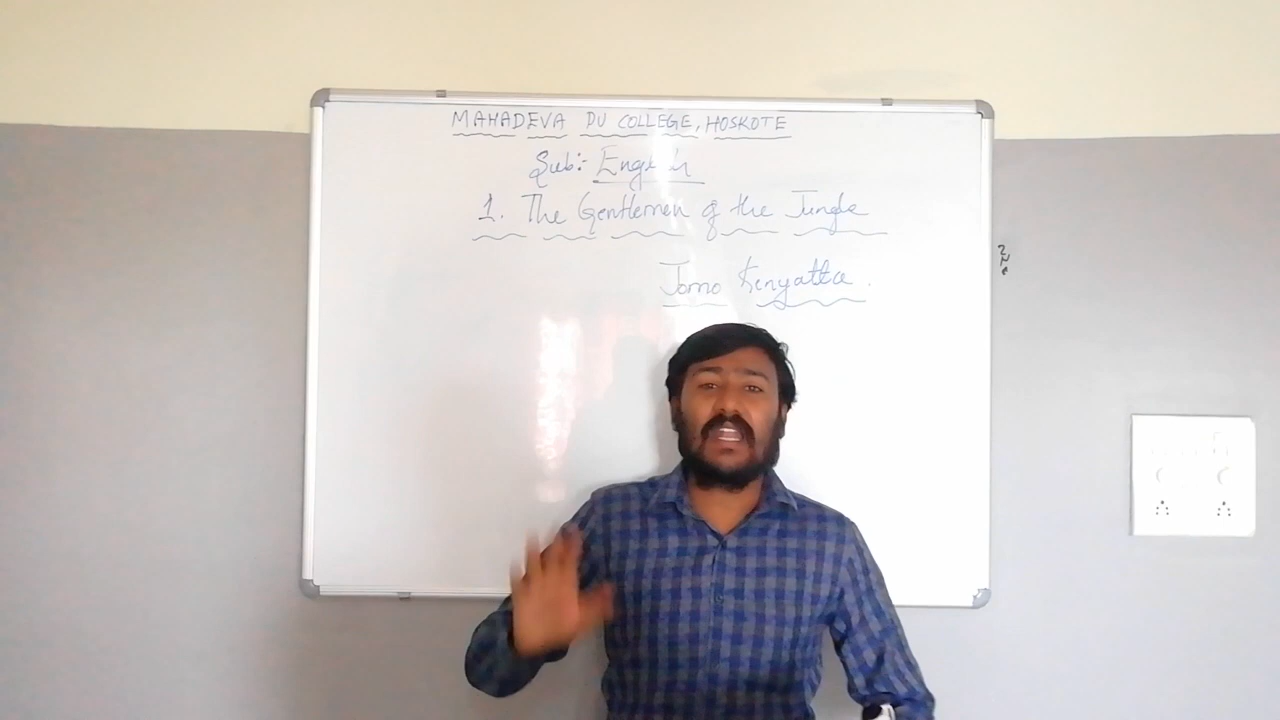 MAHADEVA PU COLLEGE, HOSKOTE
Sub:- English
1. The Gentlemen of the Jungle
Jomo Kenyatta.